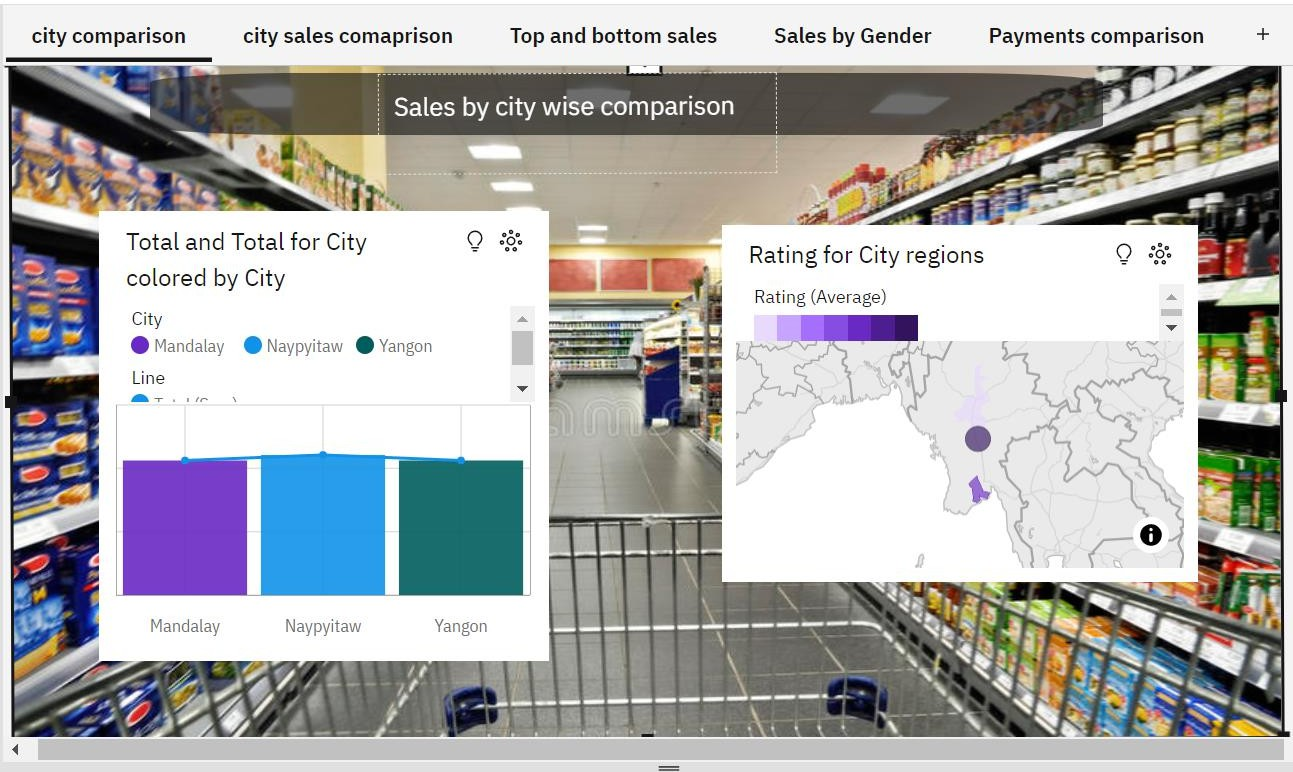 city comparison
city sales comaprison
Top and bottom sales
Sales by Gender
Payments comparison
+
Sales by city wise comparison
Total and Total for City
colored by City
City
Mandalay
Naypyitaw
Yangon
Line
Total (Sum)
Mandalay
Naypyitaw
Yangon
Rating for City regions
Rating (Average)